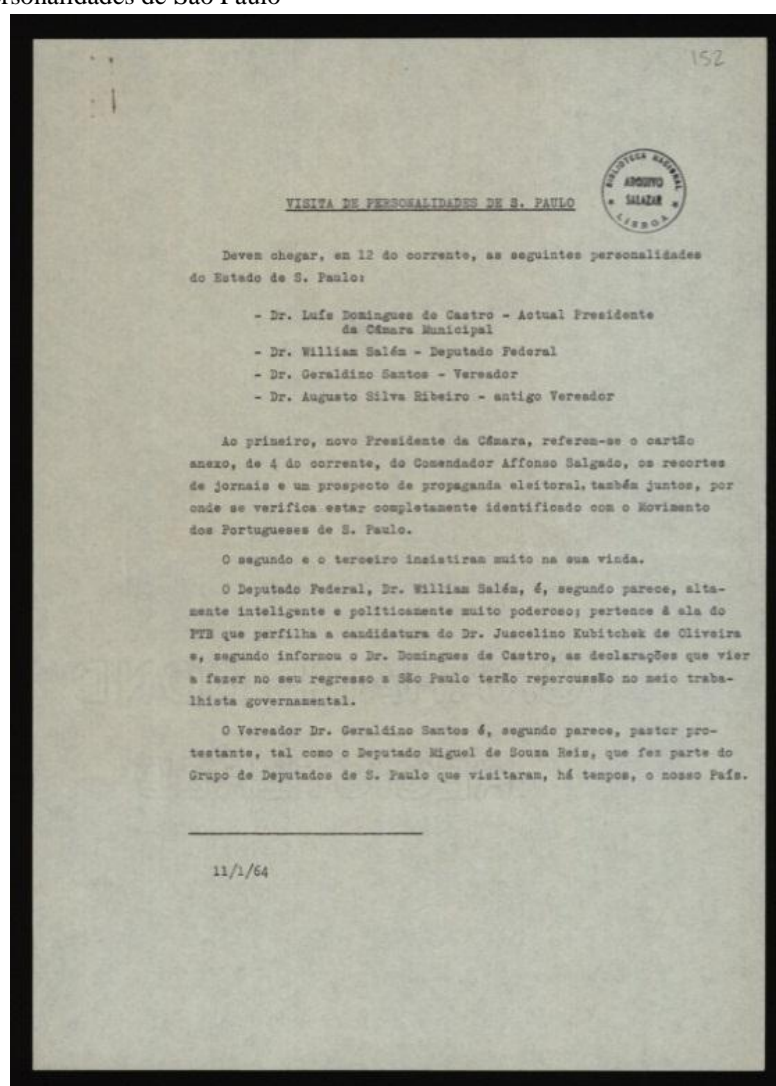 ersonalidades de São Paulo
152
BIBLIOTECA NACIONAL
ARQUIVO
SALAZAR
LISBOA
VISITA DE PERSONALIDADES DE S. PAULO
Devem chegar, em 12 do corrente, as seguintes personalidades
do Estado de S. Paulo:
- Dr. Luís Domingues de Castro - Actual Presidente
da Câmara Municipal
- Dr. William Salém - Deputado Federal
- Dr. Geraldino Santos - Vereador
- Dr. Augusto Silva Ribeiro - antigo Vereador
Ao primeiro, novo Presidente da Câmara, referem-se o cartão
anexo, de 4 do corrente, do Comendador Affonso Salgado, os recortes
de jornais e um prospecto de propaganda eleitoral, também juntos, por
onde se verifica estar completamente identificado com o Movimento
dos Portugueses de S. Paulo.
O segundo e o terceiro insistiram muito na sua vinda.
O Deputado Federal, Dr. William Salém, é, segundo parece, alta-
mente inteligente e politicamente muito poderoso; pertence à ala do
PTB que perfilha a candidatura do Dr. Juscelino Kubitchek de Oliveira
e, segundo informou o Dr. Domingues de Castro, as declarações que vier
a fazer no seu regresso a São Paulo terão repercussão no meio traba-
lhista governamental.
O Vereador Dr. Geraldino Santos é, segundo parece, pastor pro-
testante, tal como o Deputado Miguel de Souza Reis, que fez parte do
Grupo de Deputados de S. Paulo que visitaram, há tempos, o nosso País.
11/1/64